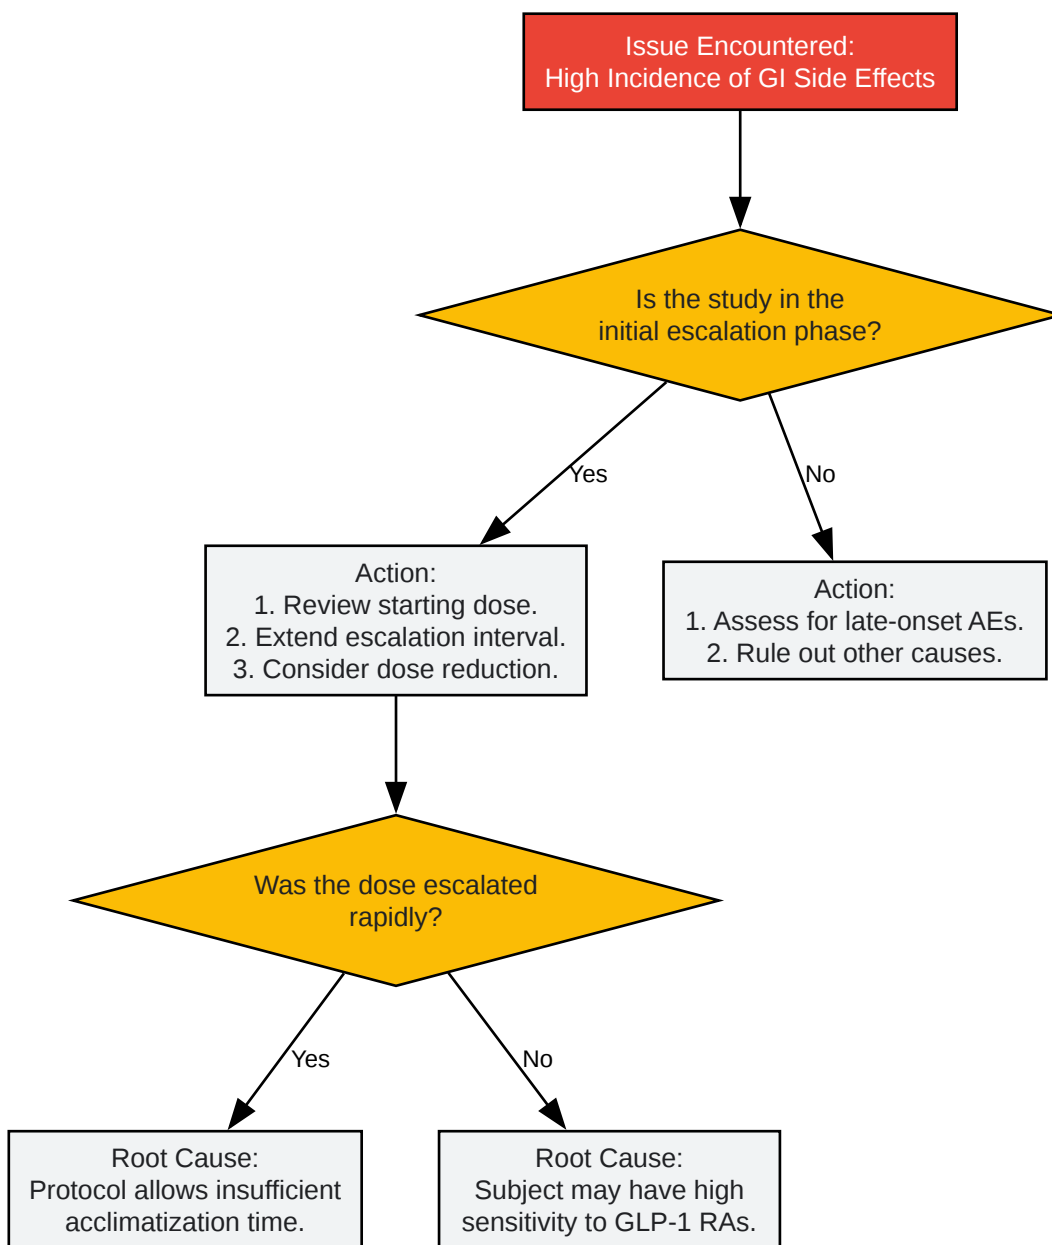 Issue Encountered:
High Incidence of GI Side Effects
Is the study in the
initial escalation phase?
Yes
No
Action:
1. Review starting dose.
2. Extend escalation interval.
3. Consider dose reduction.
Action:
1. Assess for late-onset AEs.
2. Rule out other causes.
Was the dose escalated
rapidly?
Yes
No
Root Cause:
Protocol allows insufficient
acclimatization time.
Root Cause:
Subject may have high
sensitivity to GLP-1 RAs.